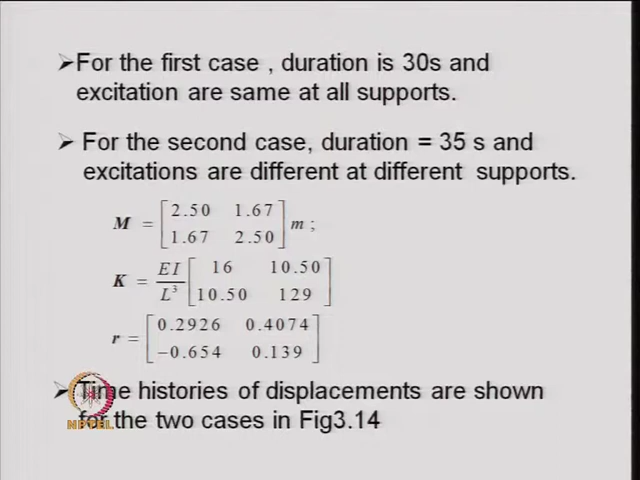 ➢For the first case , duration is 30s and
excitation are same at all supports.
➢ For the second case, duration = 35 s and
excitations are different at different supports.
M = [2.50 1.67
1.67 2.50] m ;
K = EI/L³ [16 10.50
10.50 129]
r = [0.2926 0.4074
−0.654 0.139]
➢ Time histories of displacements are shown
for the two cases in Fig3.14
NPTEL